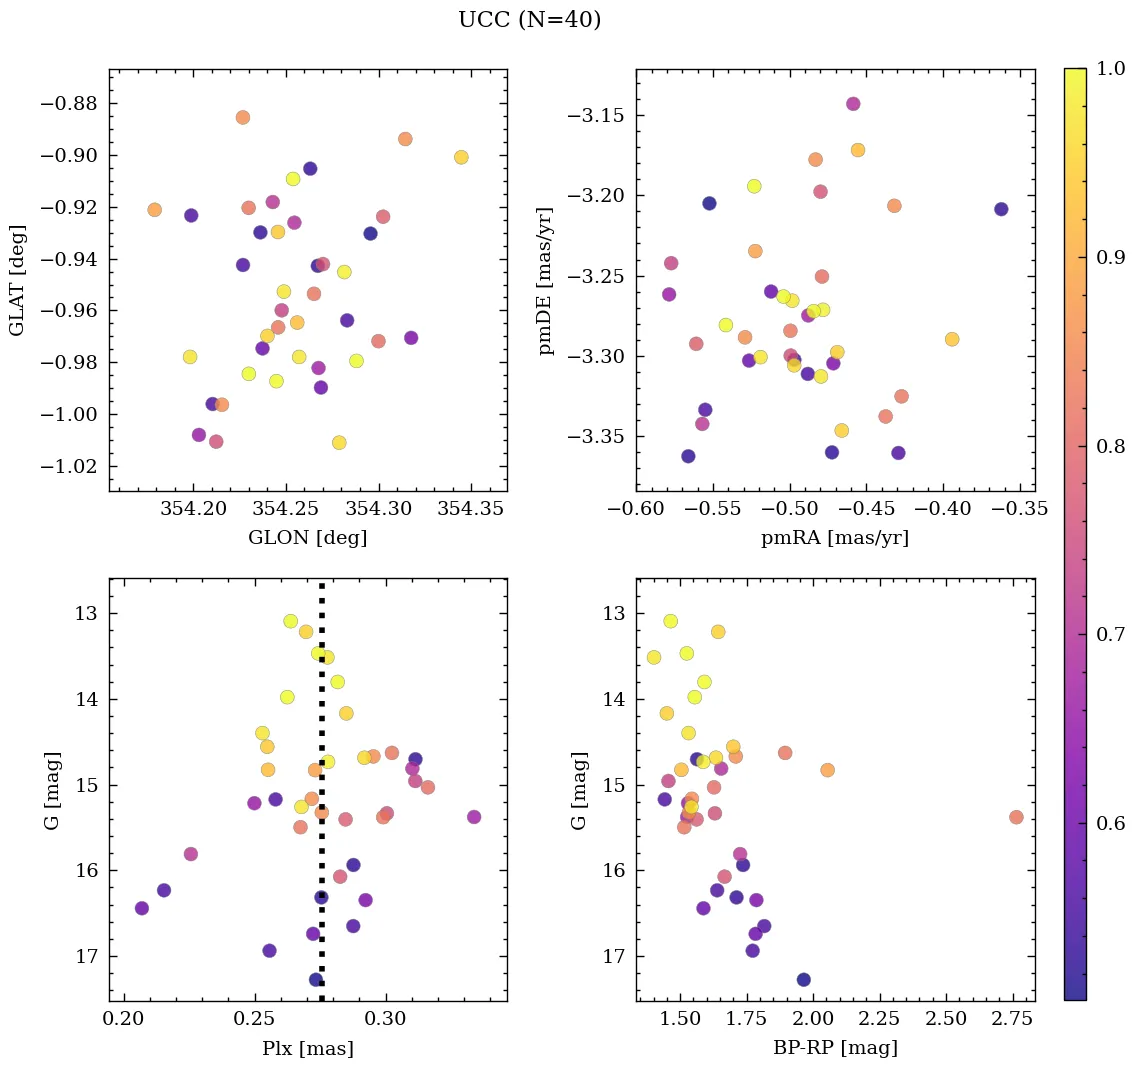 UCC (N=40)
−0.88
−0.90
−0.92
−0.94
−0.96
−0.98
−1.00
−1.02
GLAT [deg]
354.20 354.25 354.30 354.35
GLON [deg]
−3.15
−3.20
−3.25
−3.30
−3.35
pmDE [mas/yr]
−0.60 −0.55 −0.50 −0.45 −0.40 −0.35
pmRA [mas/yr]
1.0
0.9
0.8
0.7
0.6
13
14
15
16
17
G [mag]
0.20 0.25 0.30
Plx [mas]
13
14
15
16
17
G [mag]
1.50 1.75 2.00 2.25 2.50 2.75
BP-RP [mag]